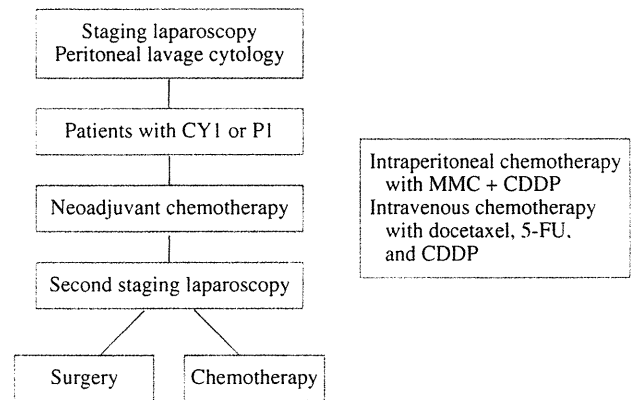 Staging laparoscopy
Peritoneal lavage cytology
Patients with CY1 or P1
Neoadjuvant chemotherapy
Second staging laparoscopy
Surgery
Chemotherapy
Intraperitoneal chemotherapy
with MMC + CDDP
Intravenous chemotherapy
with docetaxel, 5-FU,
and CDDP